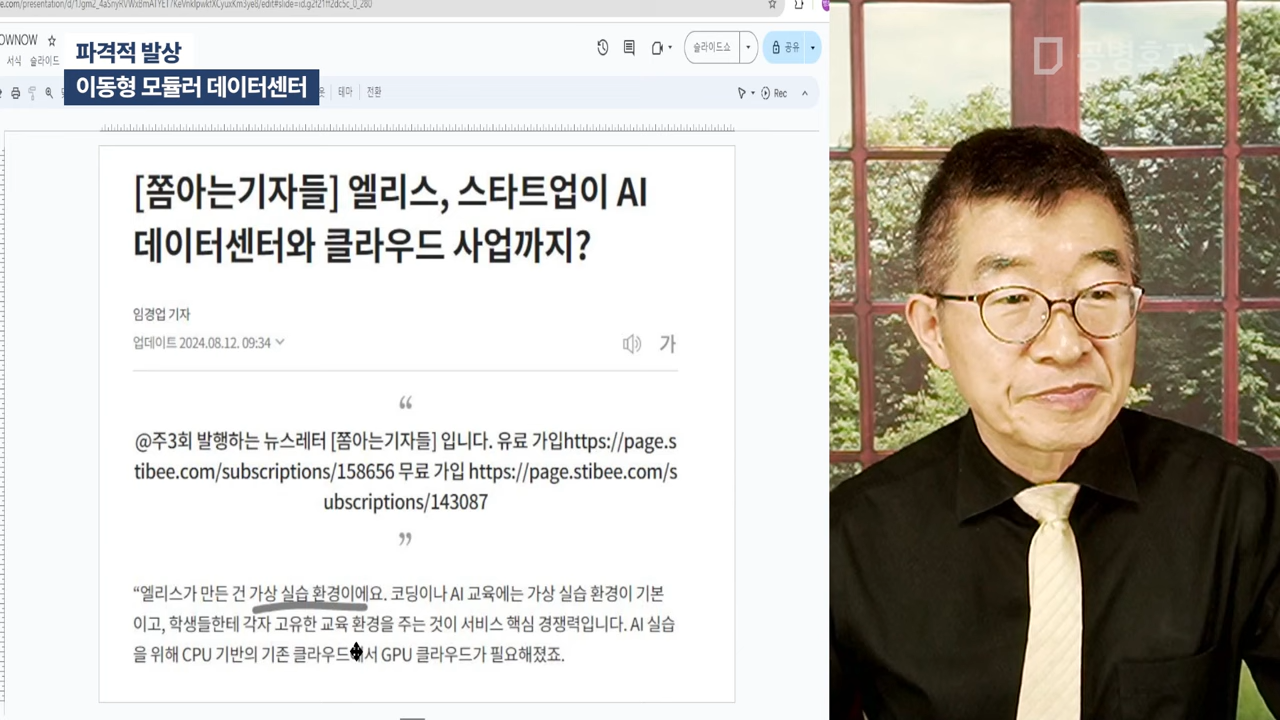 OWNOW
파격적 발상
서식 슬라이드
이동형 모듈러 데이터센터
슬라이드쇼
공유
테마
전환
Rec
공병호TV
[쫌아는기자들] 엘리스, 스타트업이 AI
데이터센터와 클라우드 사업까지?
임경업 기자
업데이트 2024.08.12. 09:34
가
“
@주3회 발행하는 뉴스레터 [쫌아는기자들] 입니다. 유료 가입https://page.s
tibee.com/subscriptions/158656 무료 가입 https://page.stibee.com/s
ubscriptions/143087
”
“엘리스가 만든 건 가상 실습 환경이에요. 코딩이나 AI 교육에는 가상 실습 환경이 기본
이고, 학생들한테 각자 고유한 교육 환경을 주는 것이 서비스 핵심 경쟁력입니다. AI 실습
을 위해 CPU 기반의 기존 클라우드에서 GPU 클라우드가 필요해졌죠.